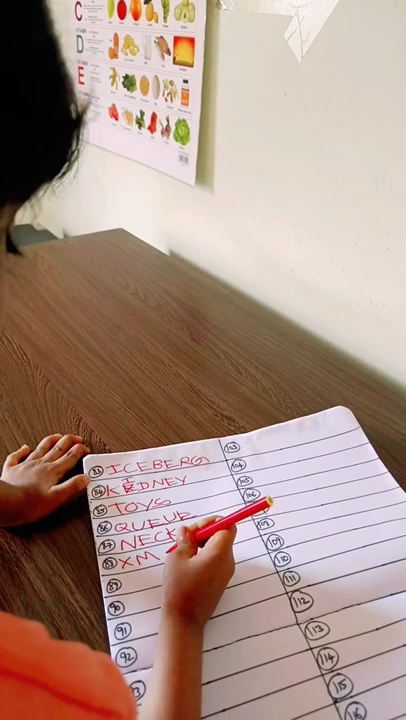 C
D
E
83 ICEBERG
84 KIDNEY
85 TOYS
86 QUEUE
87 NECK
88 XM
89
90
91
92
103
104
105
106
109
110
111
112
113
114
115
116